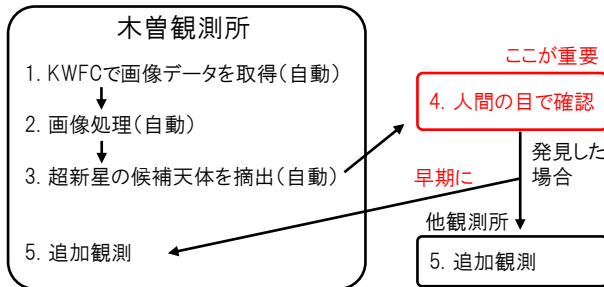 木曽観測所
1. KWFCで画像データを取得(自動)
2. 画像処理(自動)
3. 超新星の候補天体を摘出(自動)
5. 追加観測
ここが重要
4. 人間の目で確認
発見した
場合
早期に
他観測所
5. 追加観測